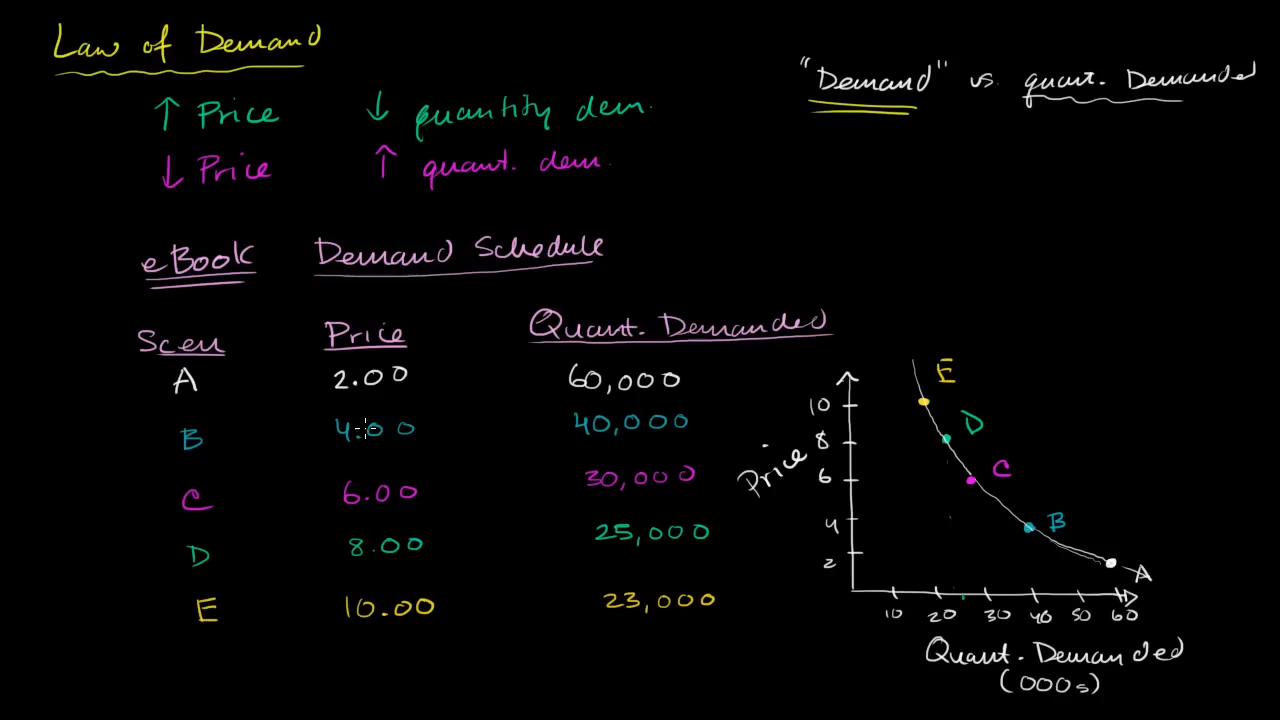 Law of Demand
"Demand" vs. quant. Demanded
↑ Price ↓ quantity dem.
↓ Price ↑ quant. dem.
eBook Demand Schedule
Scen Price Quant. Demanded
A 2.00 60,000
B 4.00 40,000
C 6.00 30,000
D 8.00 25,000
E 10.00 23,000
E
10
D
8
Price
C
6
B
4
2
A
10 20 30 40 50 60
Quant. Demanded
(000s)